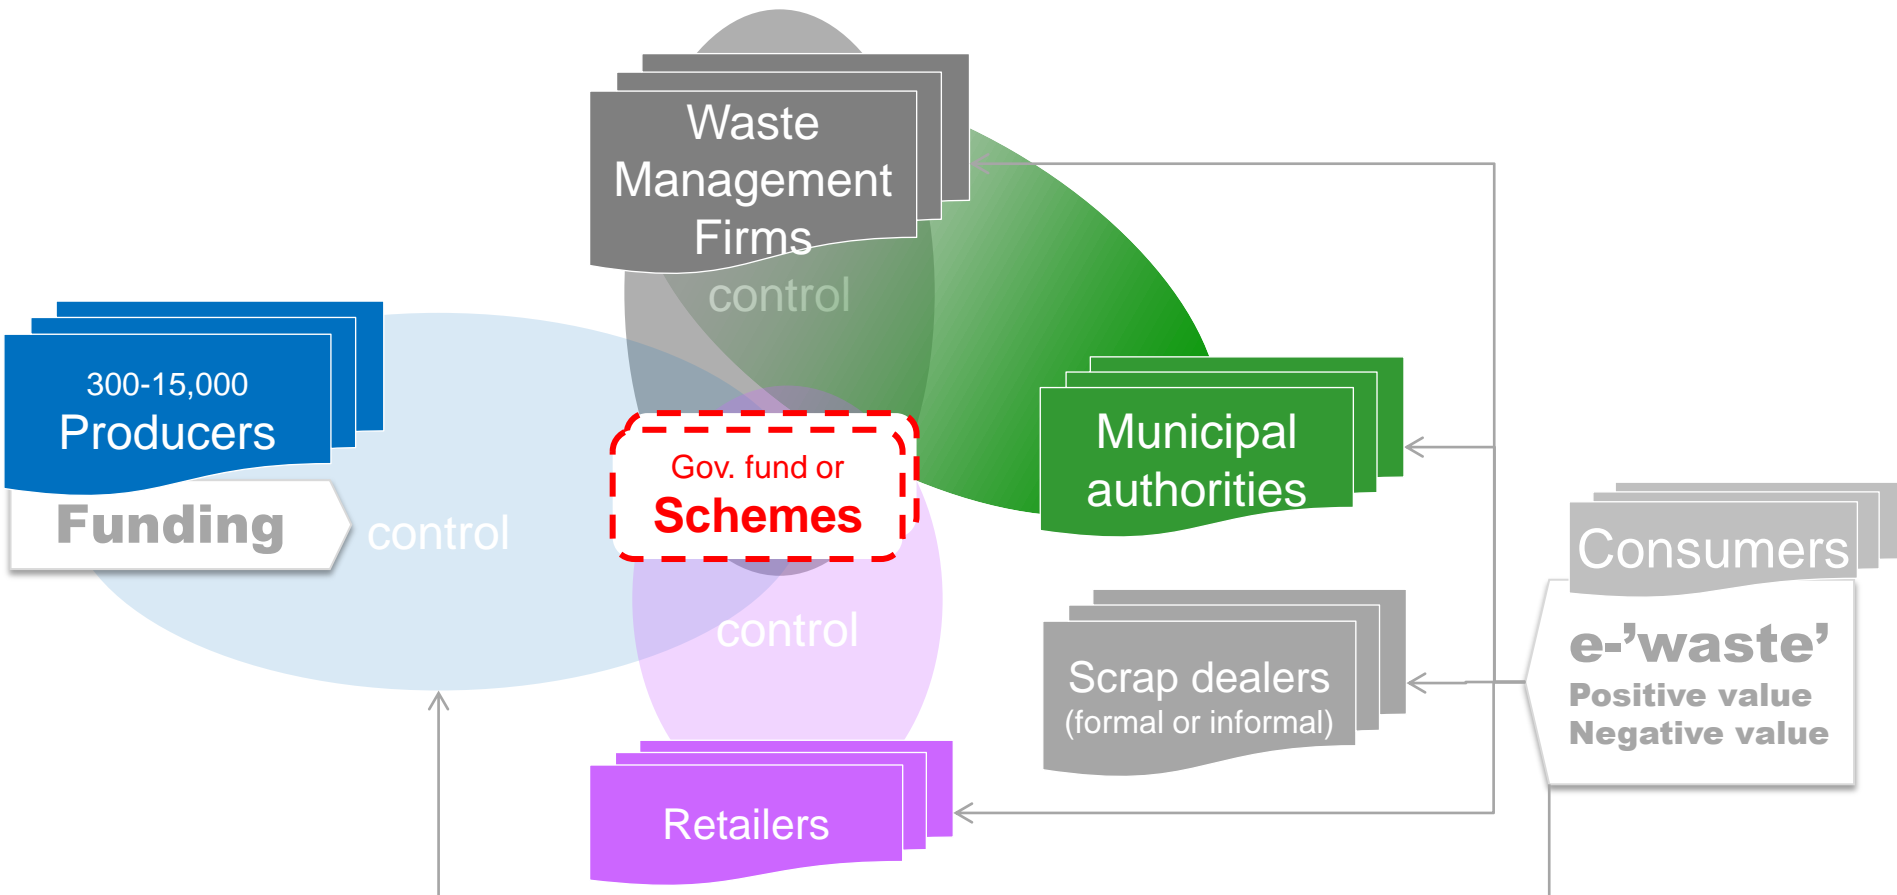 Waste
Management
Firms
control
300-15,000
Producers
Funding
control
Gov. fund or
Schemes
control
Municipal
authorities
Consumers
e-’waste’
Positive value
Negative value
Scrap dealers
(formal or informal)
Retailers